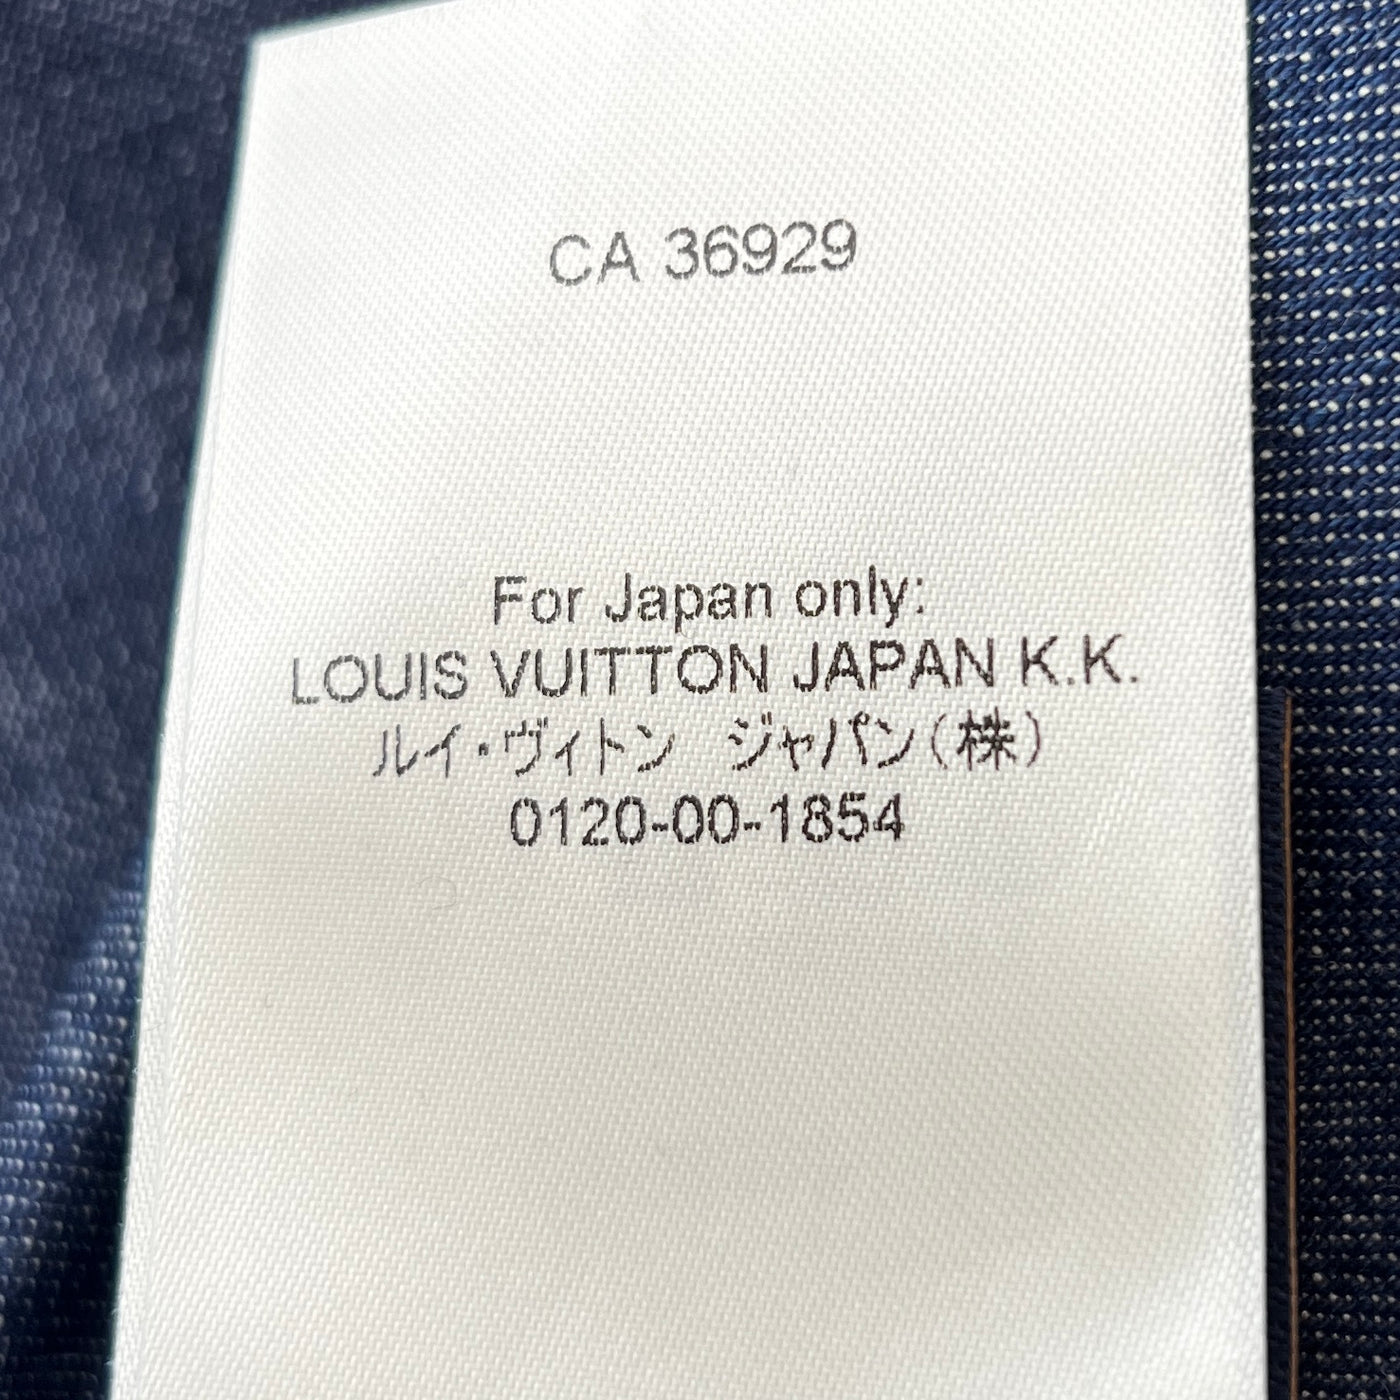 CA 36929
For Japan only:
LOUIS VUITTON JAPAN K.K.
ルイ・ヴィトン　ジャパン（株）
0120-00-1854